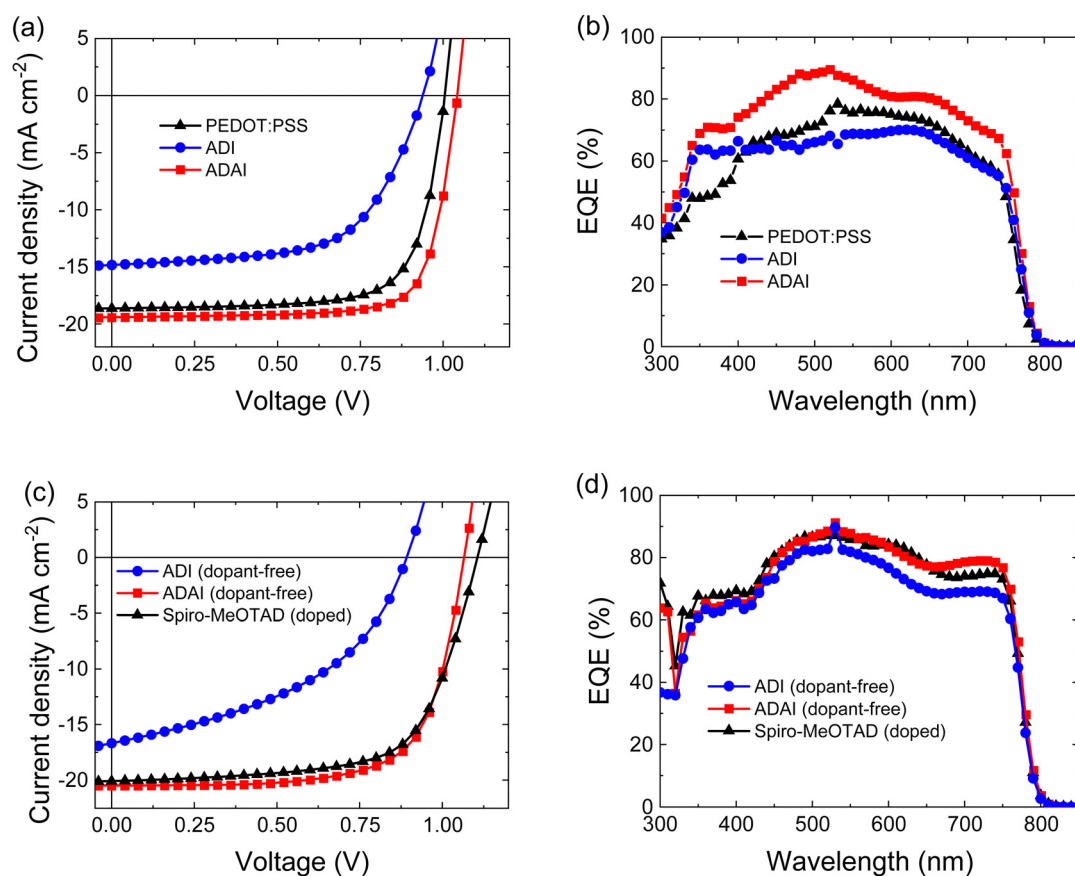 (a)
Current density (mA cm⁻²)
5
0
-5
-10
-15
-20
PEDOT:PSS
ADI
ADAI
0.00 0.25 0.50 0.75 1.00
Voltage (V)
(b)
EQE (%)
100
80
60
40
20
0
PEDOT:PSS
ADI
ADAI
300 400 500 600 700 800
Wavelength (nm)
(c)
Current density (mA cm⁻²)
5
0
-5
-10
-15
-20
ADI (dopant-free)
ADAI (dopant-free)
Spiro-MeOTAD (doped)
0.00 0.25 0.50 0.75 1.00
Voltage (V)
(d)
EQE (%)
100
80
60
40
20
0
ADI (dopant-free)
ADAI (dopant-free)
Spiro-MeOTAD (doped)
300 400 500 600 700 800
Wavelength (nm)